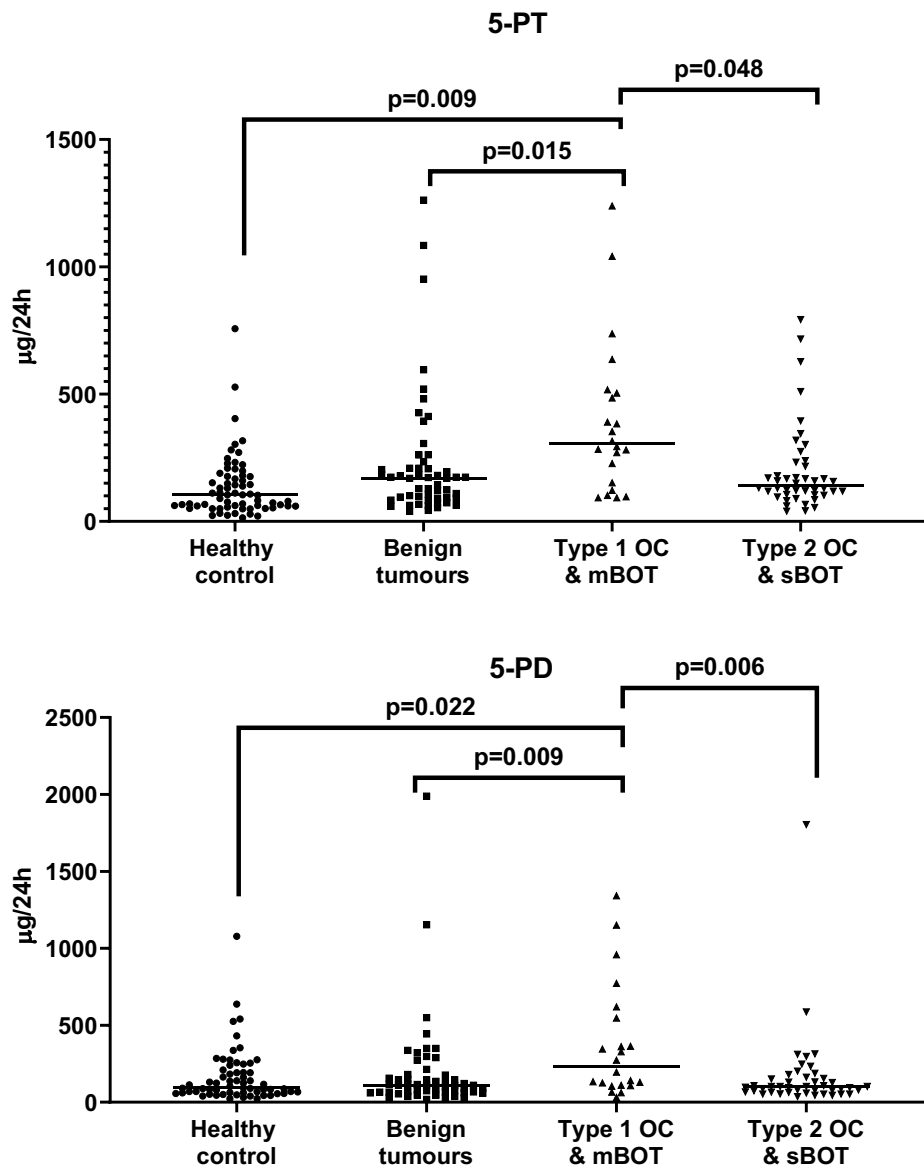 5-PT
p=0.048
p=0.009
p=0.015
1500
1000
500
0
µg/24h
Healthy control
Benign tumours
Type 1 OC & mBOT
Type 2 OC & sBOT
5-PD
p=0.006
p=0.022
p=0.009
2500
2000
1500
1000
500
0
µg/24h
Healthy control
Benign tumours
Type 1 OC & mBOT
Type 2 OC & sBOT